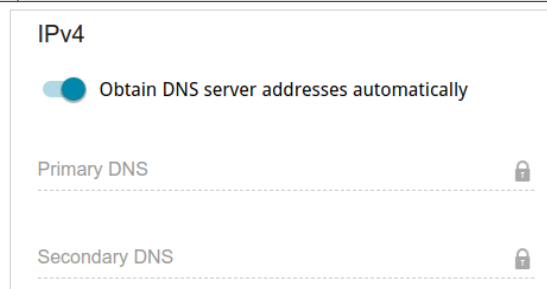 IPv4
Obtain DNS server addresses automatically
Primary DNS
Secondary DNS